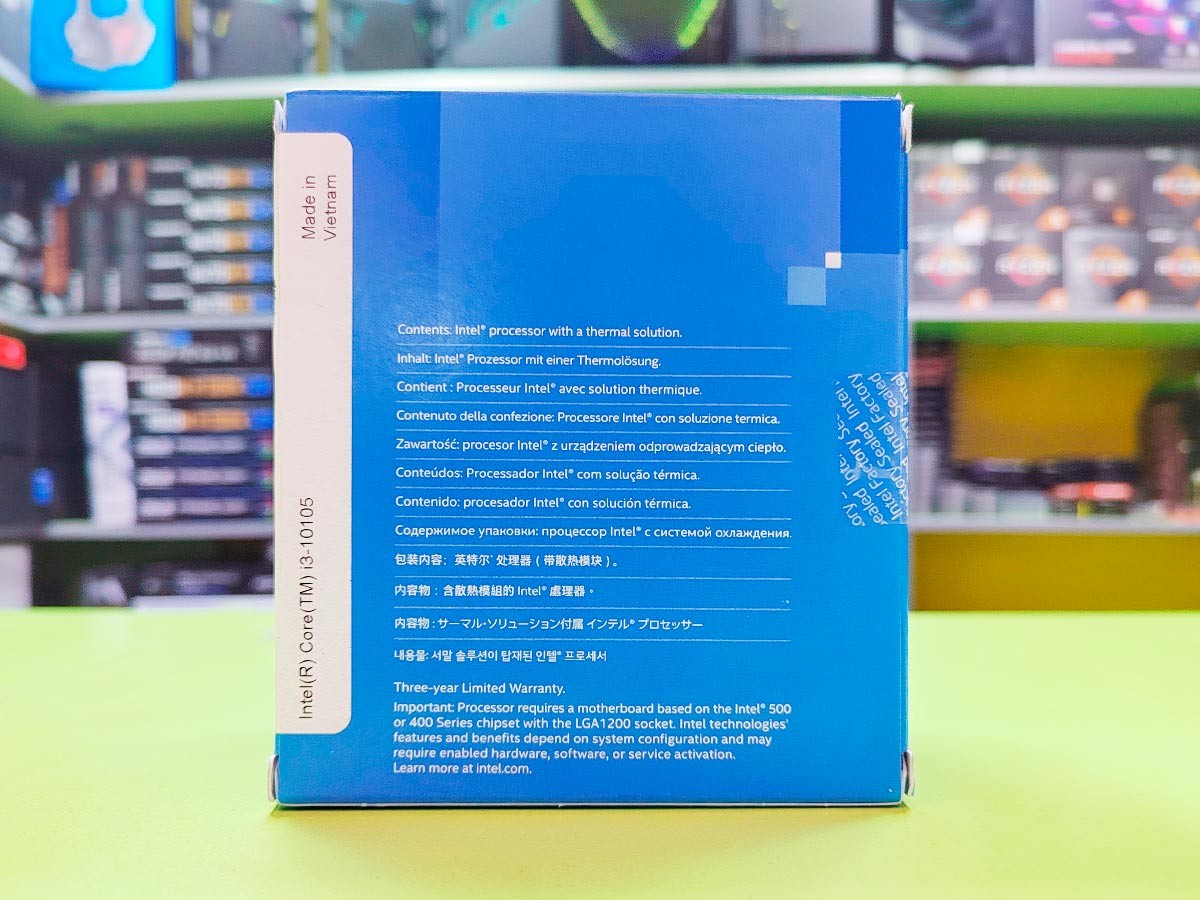 Made in
Vietnam
Intel(R) Core(TM) i3-10105
Contents: Intel® processor with a thermal solution.
Inhalt: Intel® Prozessor mit einer Thermolösung.
Contient : Processeur Intel® avec solution thermique.
Contenuto della confezione: Processore Intel® con soluzione termica.
Zawartość: procesor Intel® z urządzeniem odprowadzającym ciepło.
Conteúdos: Processador Intel® com solução térmica.
Contenido: procesador Intel® con solución térmica.
Содержимое упаковки: процессор Intel® с системой охлаждения.
包装内容：英特尔® 处理器（带散热模块）。
內容物：含散熱模組的 Intel® 處理器。
内容物 : サーマル・ソリューション付属 インテル® プロセッサー
내용물: 서말 솔루션이 탑재된 인텔® 프로세서
Three-year Limited Warranty.
Important: Processor requires a motherboard based on the Intel® 500
or 400 Series chipset with the LGA1200 socket. Intel technologies'
features and benefits depend on system configuration and may
require enabled hardware, software, or service activation.
Learn more at intel.com.
Intel Factory Sealed